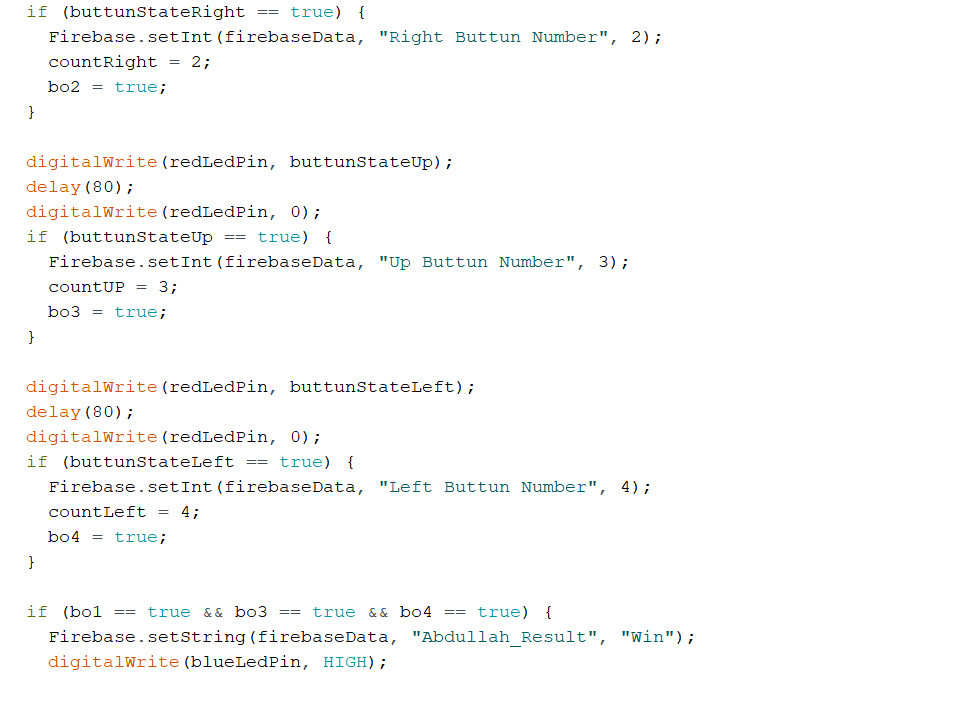 if (buttunStateRight == true) {
  Firebase.setInt(firebaseData, "Right Buttun Number", 2);
  countRight = 2;
  bo2 = true;
}

digitalWrite(redLedPin, buttunStateUp);
delay(80);
digitalWrite(redLedPin, 0);
if (buttunStateUp == true) {
  Firebase.setInt(firebaseData, "Up Buttun Number", 3);
  countUP = 3;
  bo3 = true;
}

digitalWrite(redLedPin, buttunStateLeft);
delay(80);
digitalWrite(redLedPin, 0);
if (buttunStateLeft == true) {
  Firebase.setInt(firebaseData, "Left Buttun Number", 4);
  countLeft = 4;
  bo4 = true;
}

if (bo1 == true && bo3 == true && bo4 == true) {
  Firebase.setString(firebaseData, "Abdullah_Result", "Win");
  digitalWrite(blueLedPin, HIGH);